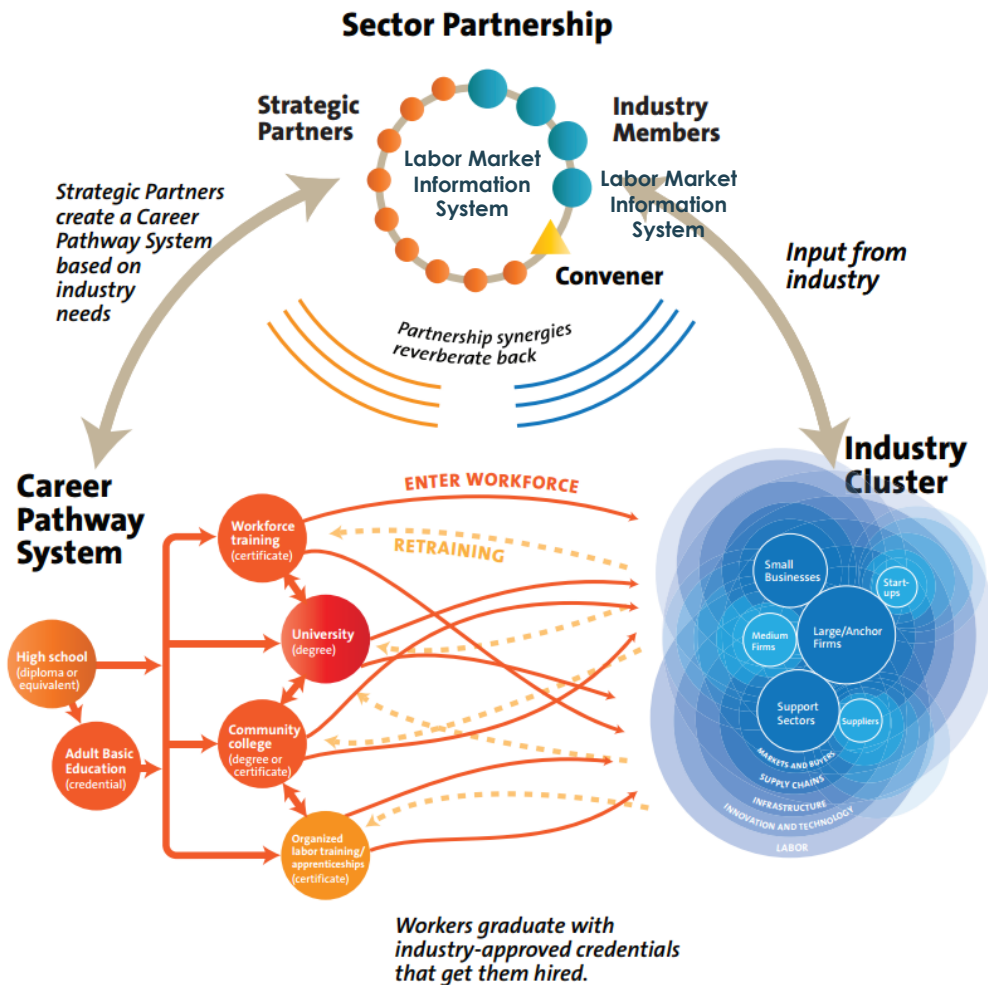 Sector Partnership
Strategic
Partners
Industry
Members
Labor Market
Information
System
Labor Market
Information
System
Convener
Strategic Partners
create a Career
Pathway System
based on
industry
needs
Input from
industry
Partnership synergies
reverberate back
Career
Pathway
System
Industry
Cluster
ENTER WORKFORCE
RETRAINING
Workforce
training
(certificate)
University
(degree)
High school
(diploma or
equivalent)
Adult Basic
Education
(credential)
Community
college
(degree or
certificate)
Organized
labor training/
apprenticeships
(certificate)
Small
Businesses
Start-
ups
Medium
Firms
Large/Anchor
Firms
Support
Sectors
Suppliers
MARKETS AND BUYERS
SUPPLY CHAINS
INFRASTRUCTURE
INNOVATION AND TECHNOLOGY
LABOR
Workers graduate with
industry-approved credentials
that get them hired.